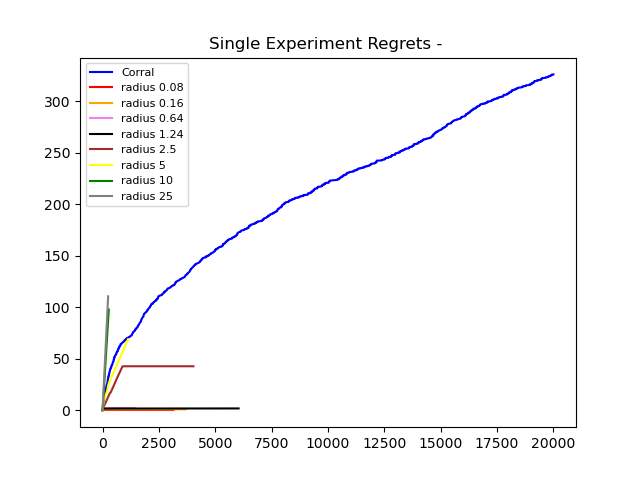 Single Experiment Regrets -
Corral
radius 0.08
radius 0.16
radius 0.64
radius 1.24
radius 2.5
radius 5
radius 10
radius 25
300
250
200
150
100
50
0
0 2500 5000 7500 10000 12500 15000 17500 20000